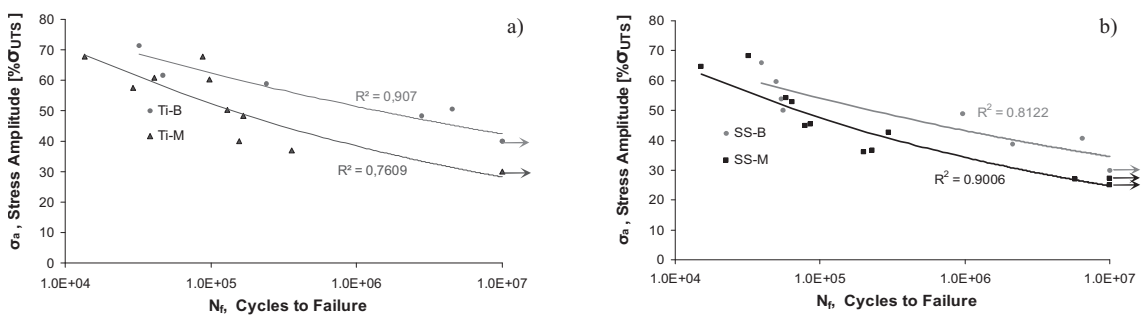 a)
80
70
60
50
40
30
20
10
0
σa , Stress Amplitude [%σUTS]
R² = 0,907
Ti-B
Ti-M
R² = 0,7609
1.0E+04 1.0E+05 1.0E+06 1.0E+07
Nf, Cycles to Failure
b)
80
70
60
50
40
30
20
10
0
σa , Stress Amplitude [%σUTS]
R² = 0.8122
SS-B
SS-M
R² = 0.9006
1.0E+04 1.0E+05 1.0E+06 1.0E+07
Nf, Cycles to Failure